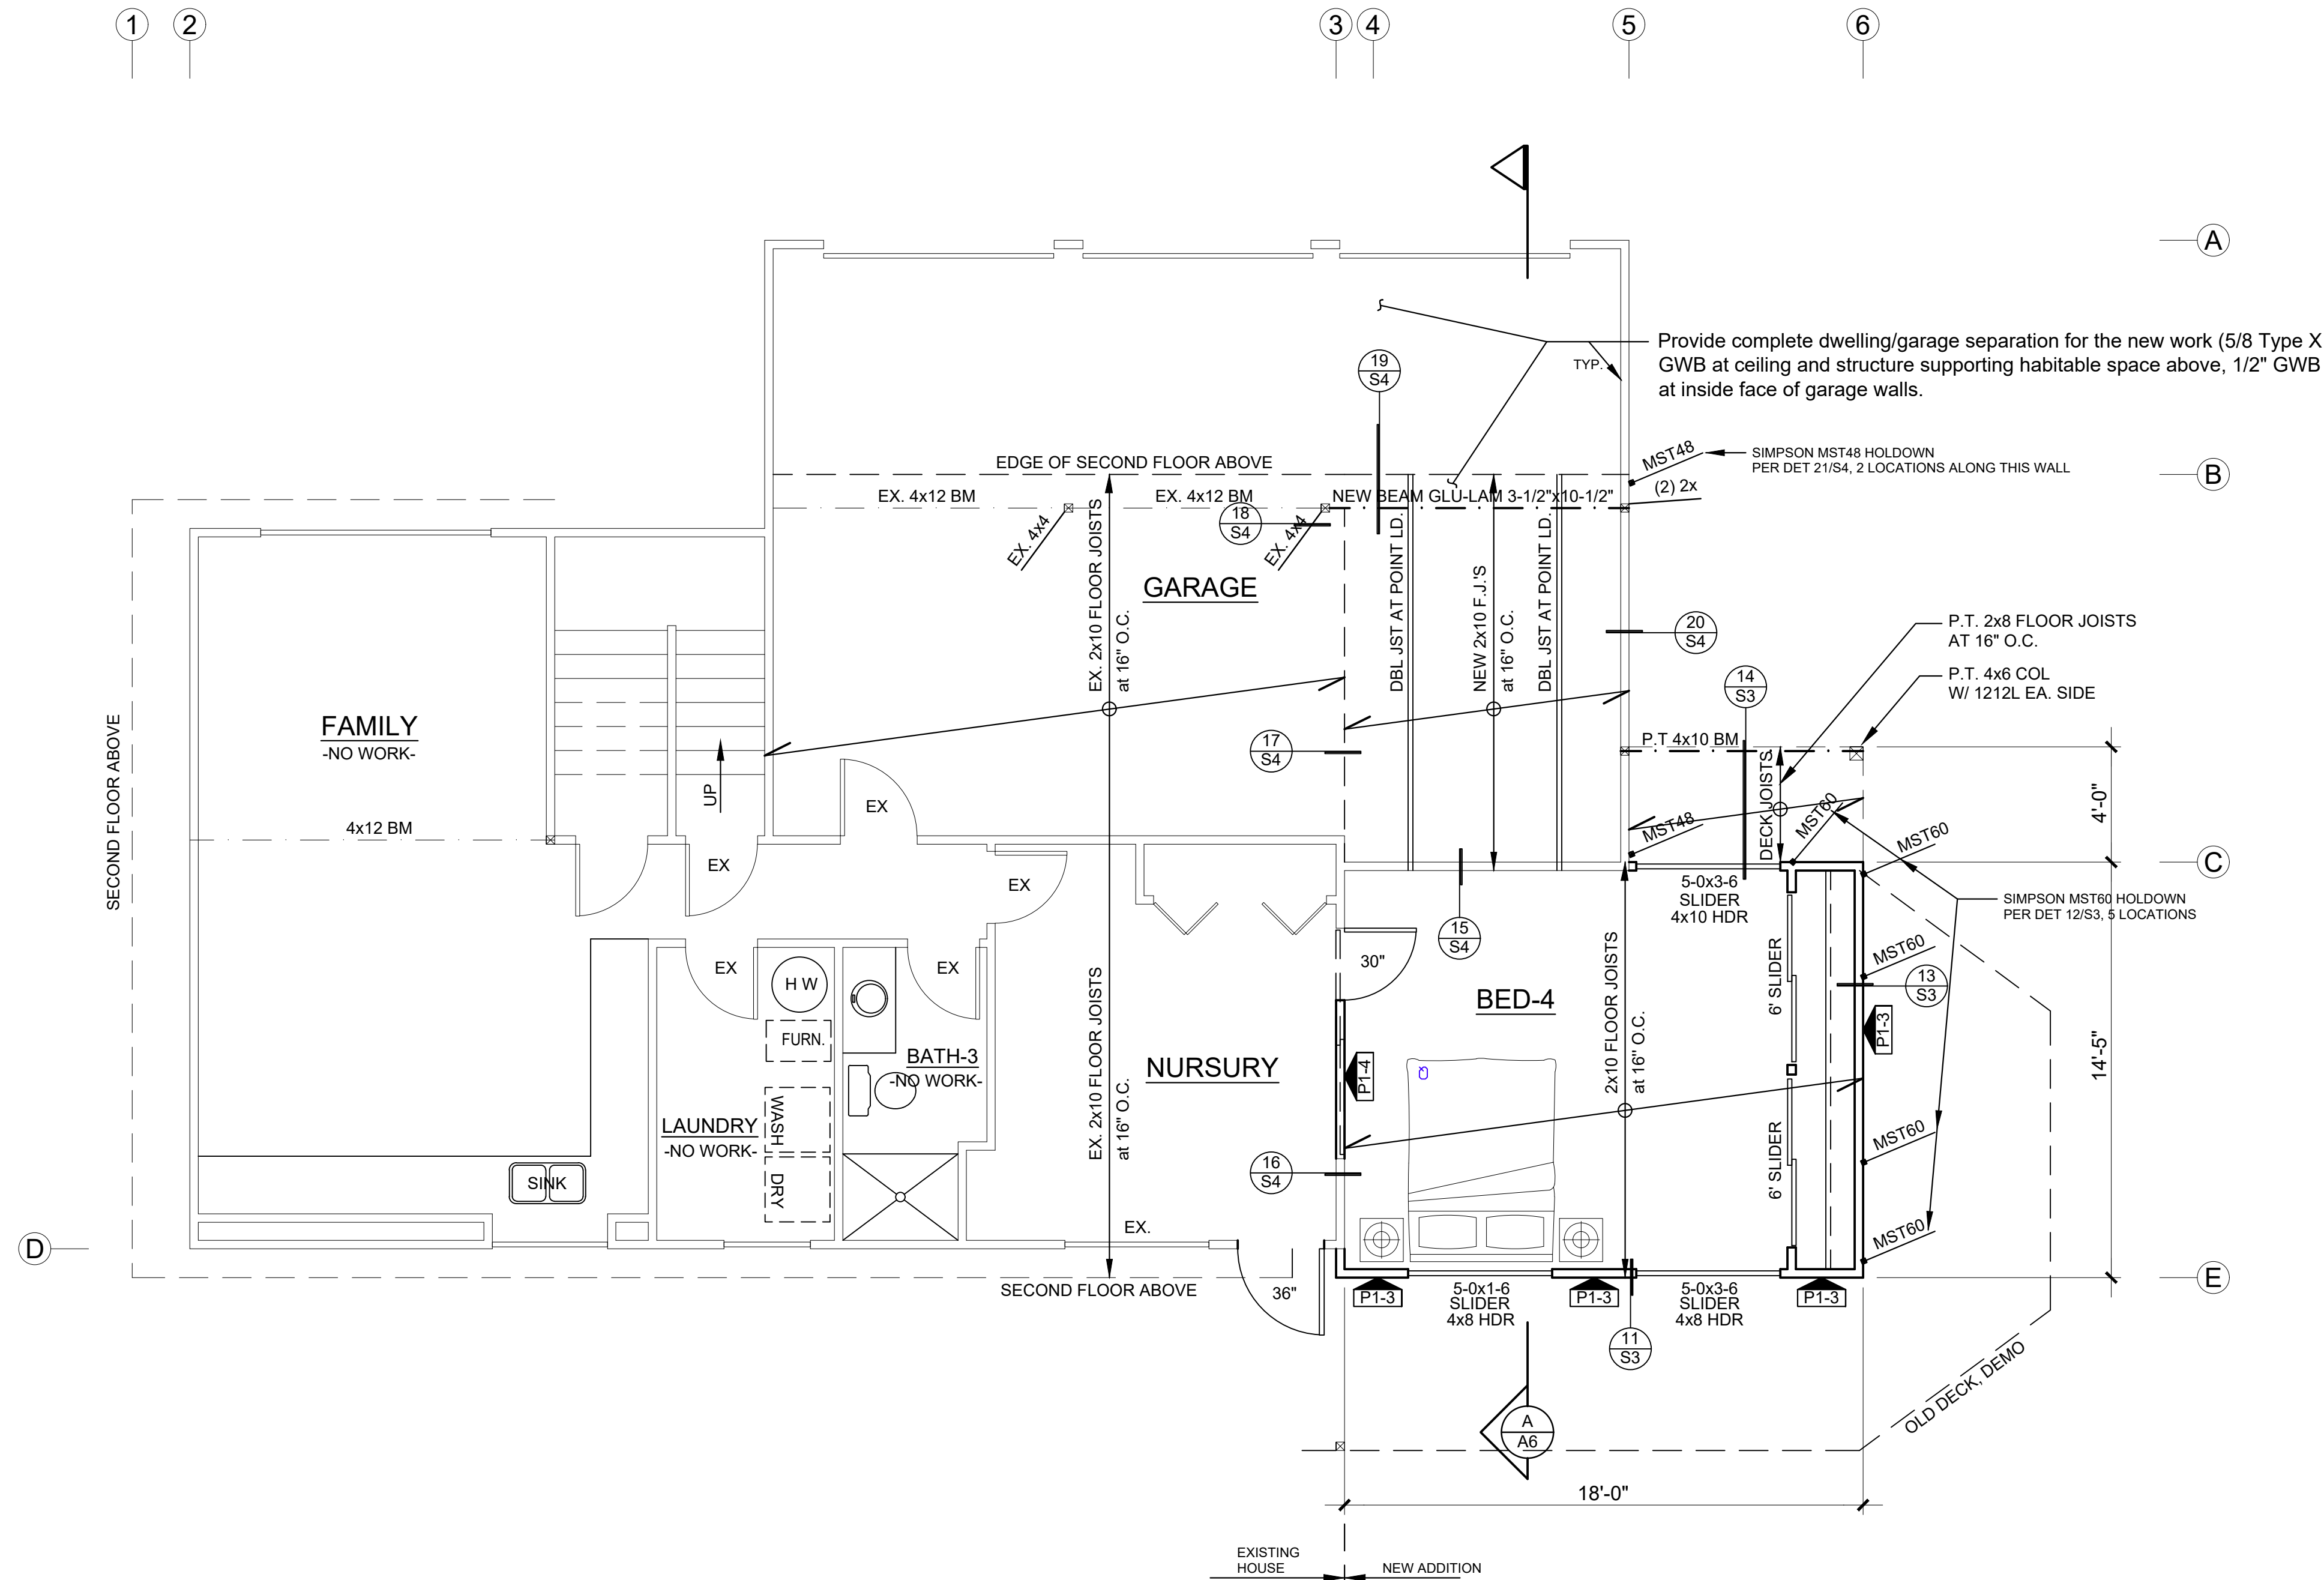 1
2
3
4
5
6
A
Provide complete dwelling/garage separation for the new work (5/8 Type X
GWB at ceiling and structure supporting habitable space above, 1/2" GWB
at inside face of garage walls.
TYP.
19
S4
MST48
SIMPSON MST48 HOLDOWN
PER DET 21/S4, 2 LOCATIONS ALONG THIS WALL
(2) 2x
B
EDGE OF SECOND FLOOR ABOVE
EX. 4x12 BM
EX. 4x12 BM
NEW BEAM GLU-LAM 3-1/2"x10-1/2"
18
S4
EX. 4x4
EX. 4x4
EX. 2x10 FLOOR JOISTS
at 16" O.C.
GARAGE
DBL JST AT POINT LD.
NEW 2x10 F.J.'S
at 16" O.C.
DBL JST AT POINT LD.
20
S4
P.T. 2x8 FLOOR JOISTS
AT 16" O.C.
14
S3
P.T. 4x6 COL
W/ 1212L EA. SIDE
SECOND FLOOR ABOVE
FAMILY
-NO WORK-
UP
17
S4
P.T 4x10 BM
DECK JOISTS
4'-0"
EX
4x12 BM
MST48
MST60
MST60
C
EX
EX
5-0x3-6
SLIDER
4x10 HDR
SIMPSON MST60 HOLDOWN
PER DET 12/S3, 5 LOCATIONS
15
S4
EX
EX
H W
FURN.
30"
BED-4
2x10 FLOOR JOISTS
at 16" O.C.
6' SLIDER
MST60
13
S3
P1-3
14'-5"
BATH-3
-NO WORK-
EX. 2x10 FLOOR JOISTS
at 16" O.C.
NURSURY
P1-4
LAUNDRY
-NO WORK-
WASH
DRY
SINK
16
S4
6' SLIDER
MST60
MST60
EX.
D
E
SECOND FLOOR ABOVE
36"
P1-3
5-0x1-6
SLIDER
4x8 HDR
P1-3
5-0x3-6
SLIDER
4x8 HDR
P1-3
11
S3
OLD DECK, DEMO
A
A6
18'-0"
EXISTING
HOUSE
NEW ADDITION